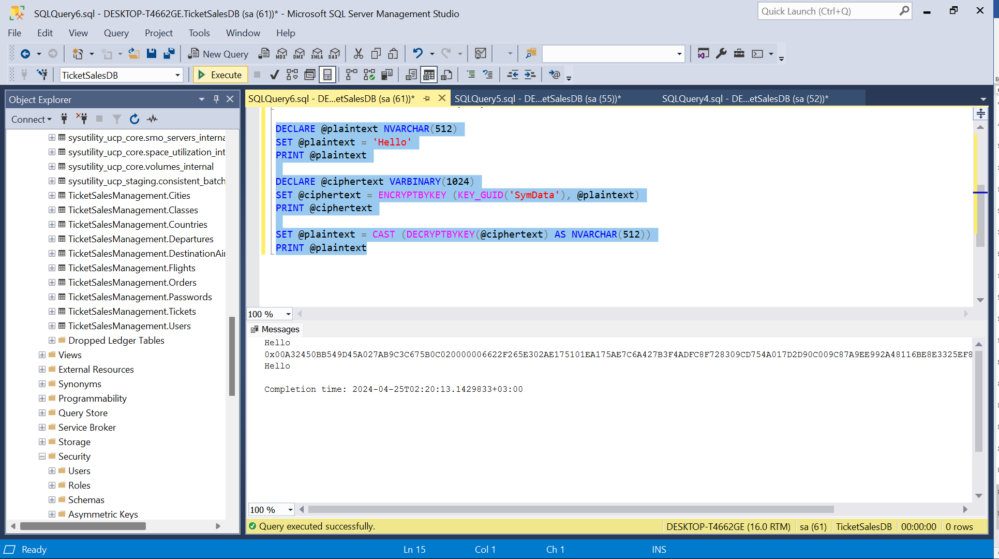 SQLQuery6.sql - DESKTOP-T4662GE.TicketSalesDB (sa (61))* - Microsoft SQL Server Management Studio
Quick Launch (Ctrl+Q)
File Edit View Query Project Tools Window Help
New Query MDX DMX XMLA DAX
TicketSalesDB Execute
Object Explorer
Connect
sysutility_ucp_core.smo_servers_interna
sysutility_ucp_core.space_utilization_int
sysutility_ucp_core.volumes_internal
sysutility_ucp_staging.consistent_batch
TicketSalesManagement.Cities
TicketSalesManagement.Classes
TicketSalesManagement.Countries
TicketSalesManagement.Departures
TicketSalesManagement.DestinationAir
TicketSalesManagement.Flights
TicketSalesManagement.Orders
TicketSalesManagement.Passwords
TicketSalesManagement.Tickets
TicketSalesManagement.Users
Dropped Ledger Tables
Views
External Resources
Synonyms
Programmability
Query Store
Service Broker
Storage
Security
Users
Roles
Schemas
Asymmetric Keys
SQLQuery6.sql - DE...etSalesDB (sa (61))* SQLQuery5.sql - DE...etSalesDB (sa (55))* SQLQuery4.sql - DE...etSalesDB (sa (52))*
DECLARE @plaintext NVARCHAR(512)
SET @plaintext = 'Hello'
PRINT @plaintext
DECLARE @ciphertext VARBINARY(1024)
SET @ciphertext = ENCRYPTBYKEY (KEY_GUID('SymData'), @plaintext)
PRINT @ciphertext
SET @plaintext = CAST (DECRYPTBYKEY(@ciphertext) AS NVARCHAR(512))
PRINT @plaintext
100 %
Messages
Hello
0x00A32450BB549D45A027AB9C3C675B0C020000006622F265E302AE175101EA175AE7C6A427B3F4ADFC8F728309CD754A017D2D90C009C87A9EE992A48116BE8E3325EF8
Hello
Completion time: 2024-04-25T02:20:13.1429833+03:00
100 %
Query executed successfully. DESKTOP-T4662GE (16.0 RTM) sa (61) TicketSalesDB 00:00:00 0 rows
Ready Ln 15 Col 1 Ch 1 INS